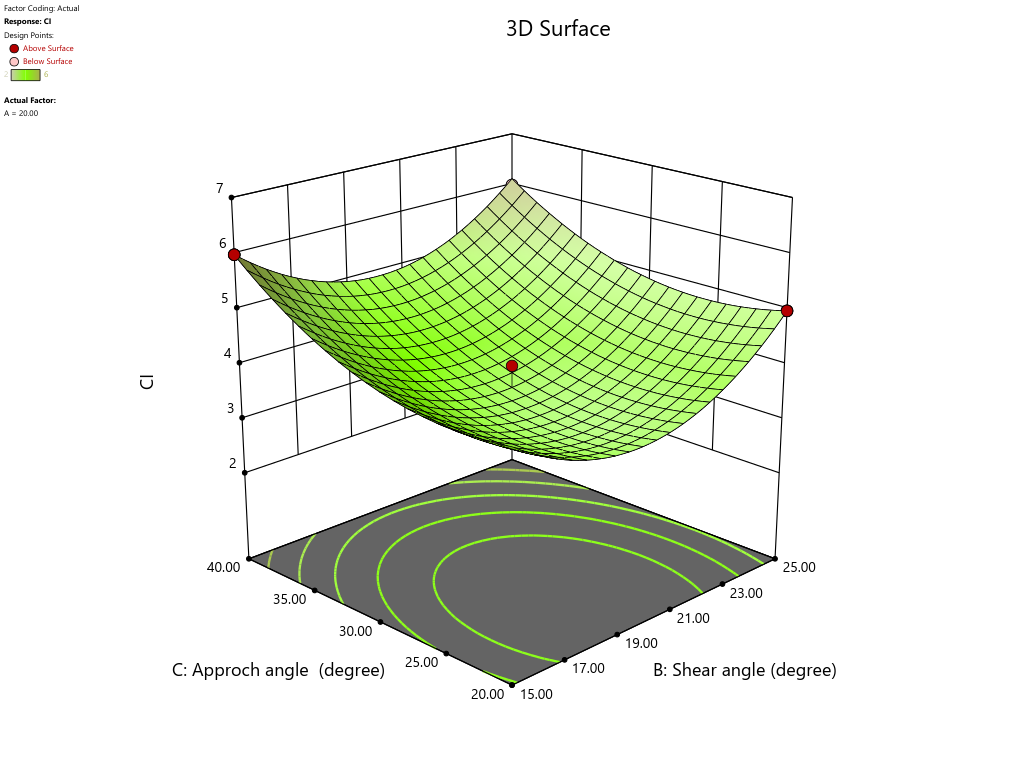 Factor Coding: Actual
3D Surface
Response: CI
Design Points:
Above Surface
Below Surface
2 6
Actual Factor:
A = 20.00
7
6
5
4
3
2
CI
40.00
35.00
30.00
25.00
20.00
15.00
17.00
19.00
21.00
23.00
25.00
C: Approch angle  (degree)
B: Shear angle (degree)